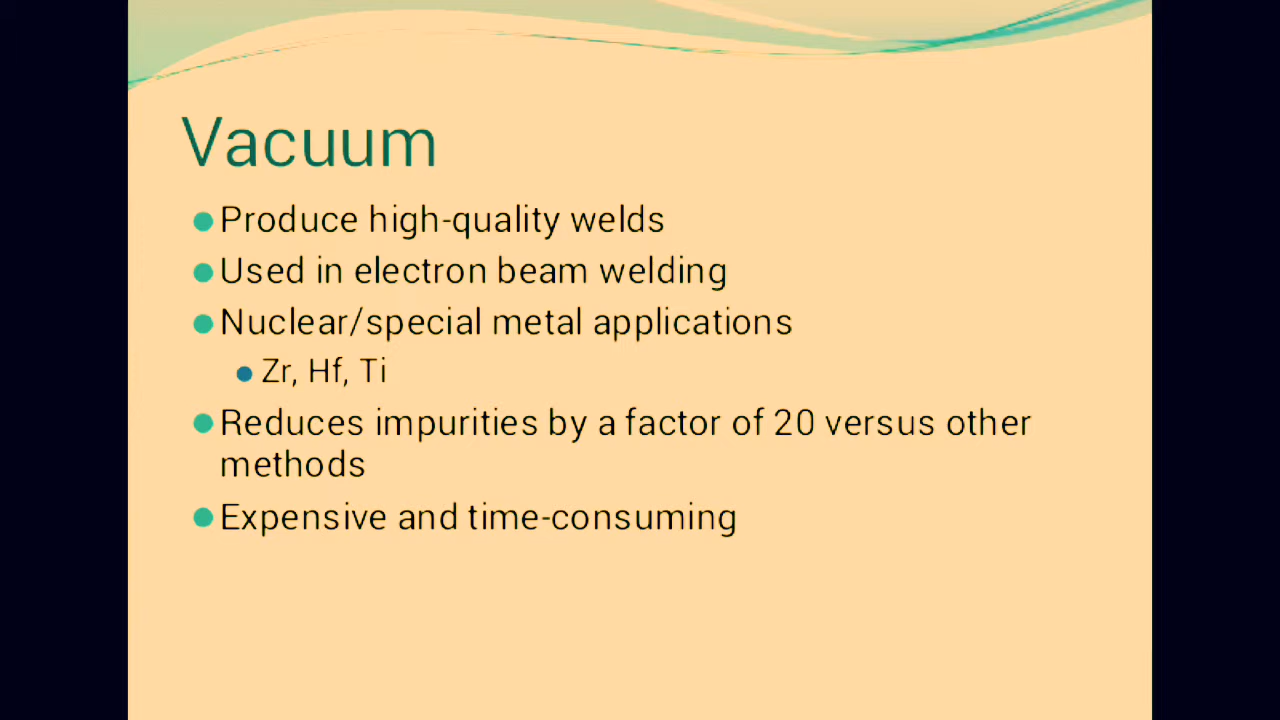 Vacuum
Produce high-quality welds
Used in electron beam welding
Nuclear/special metal applications
Zr, Hf, Ti
Reduces impurities by a factor of 20 versus other
methods
Expensive and time-consuming